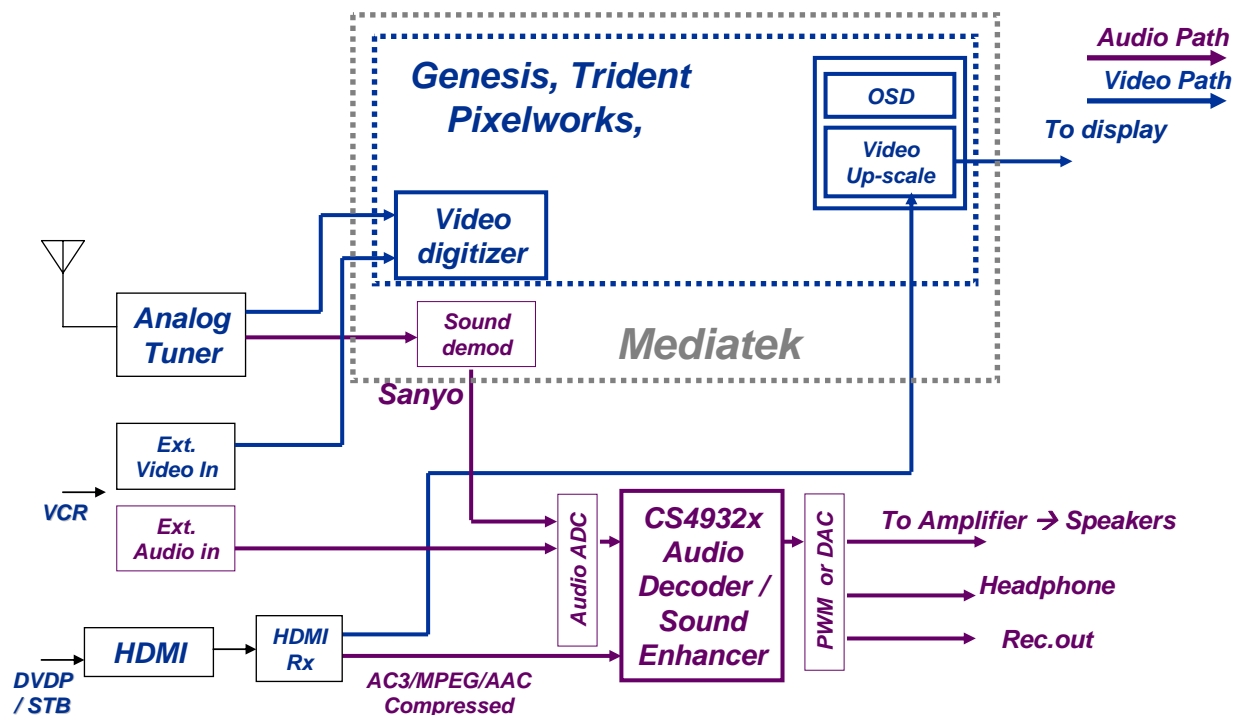 Genesis, Trident
Pixelworks,
OSD
Video
Up-scale
Audio Path
Video Path
To display
Video
digitizer
Analog
Tuner
Sound
demod
Mediatek
Sanyo
Ext.
Video In
VCR
Ext.
Audio in
Audio ADC
CS4932x
Audio
Decoder /
Sound
Enhancer
PWM or DAC
To Amplifier → Speakers
Headphone
Rec.out
HDMI
HDMI
Rx
DVDP
/ STB
AC3/MPEG/AAC
Compressed